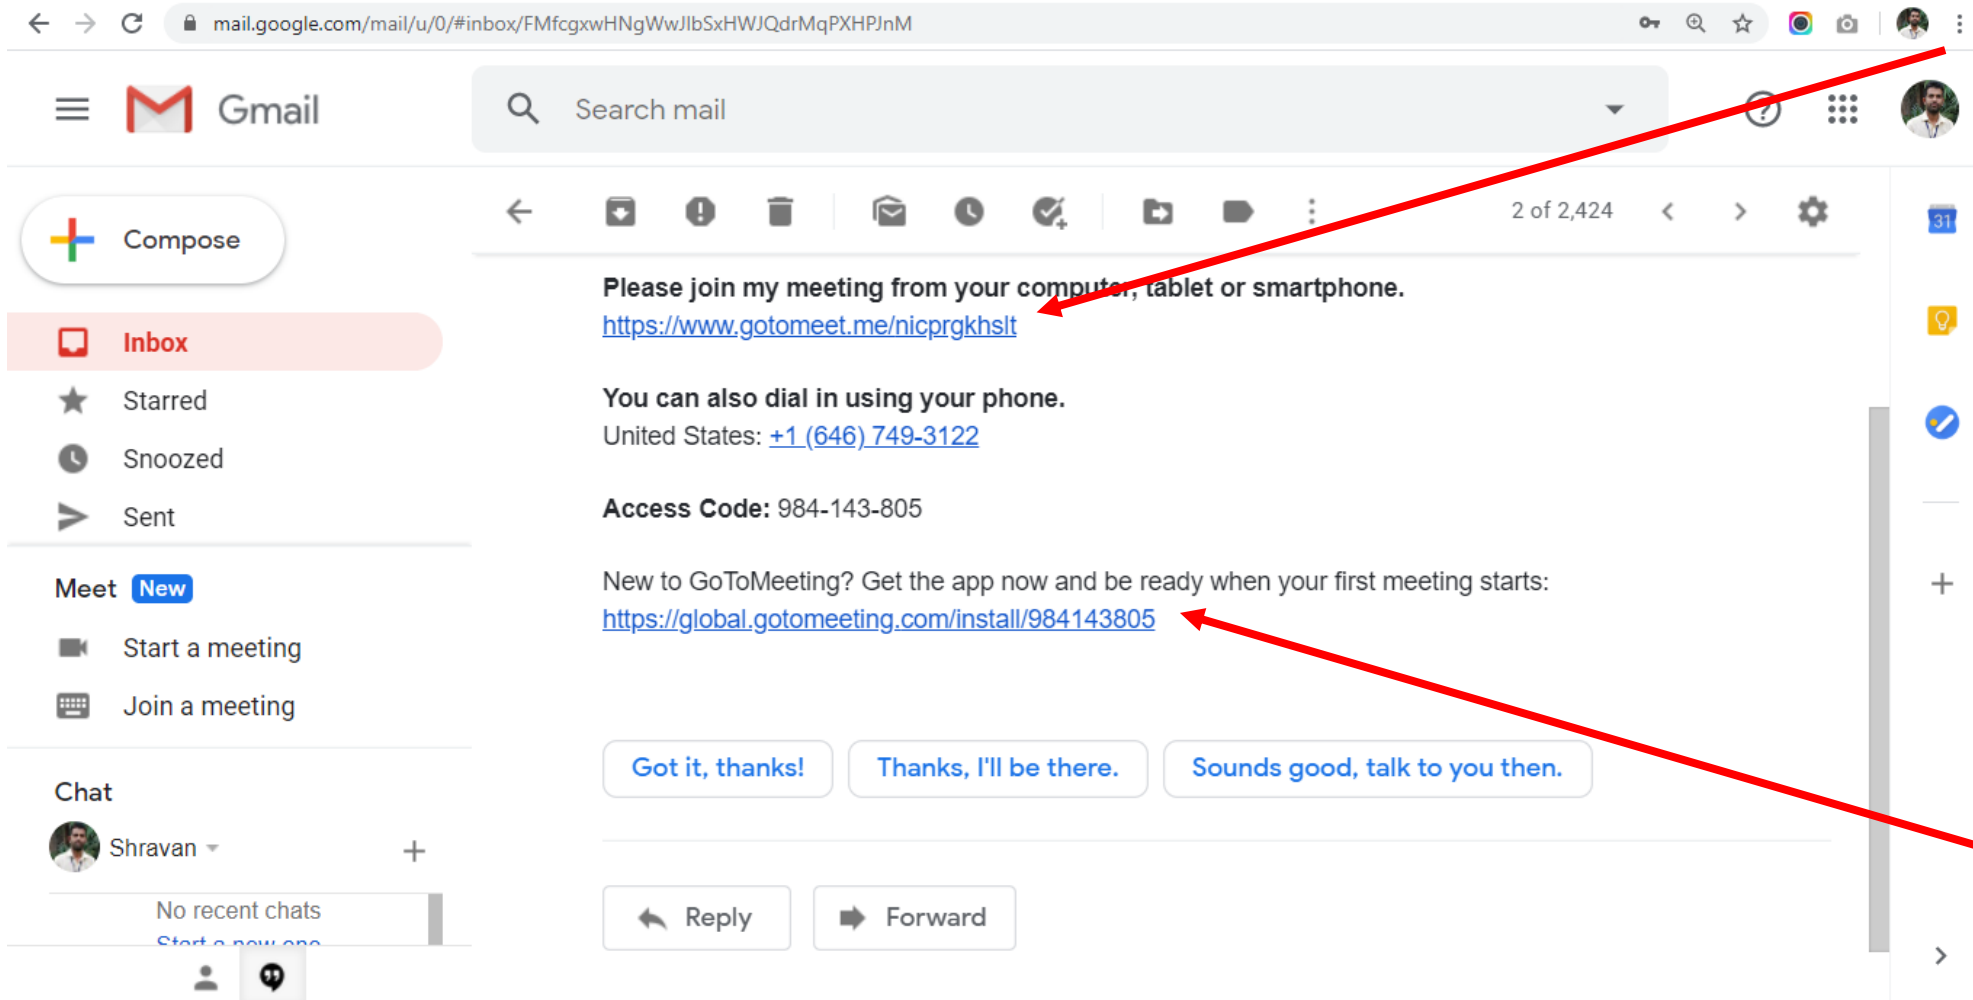 mail.google.com/mail/u/0/#inbox/FMfcgxwHNgWwJlbSxHWJQdrMqPXHPJnM
Gmail
Search mail
Compose
2 of 2,424
31
Inbox
Starred
Snoozed
Sent
Meet New
Start a meeting
Join a meeting
Chat
Shravan
No recent chats
Start a new one
Please join my meeting from your computer, tablet or smartphone.
https://www.gotomeet.me/nicprgkhslt
You can also dial in using your phone.
United States: +1 (646) 749-3122
Access Code: 984-143-805
New to GoToMeeting? Get the app now and be ready when your first meeting starts:
https://global.gotomeeting.com/install/984143805
Got it, thanks!
Thanks, I'll be there.
Sounds good, talk to you then.
Reply
Forward